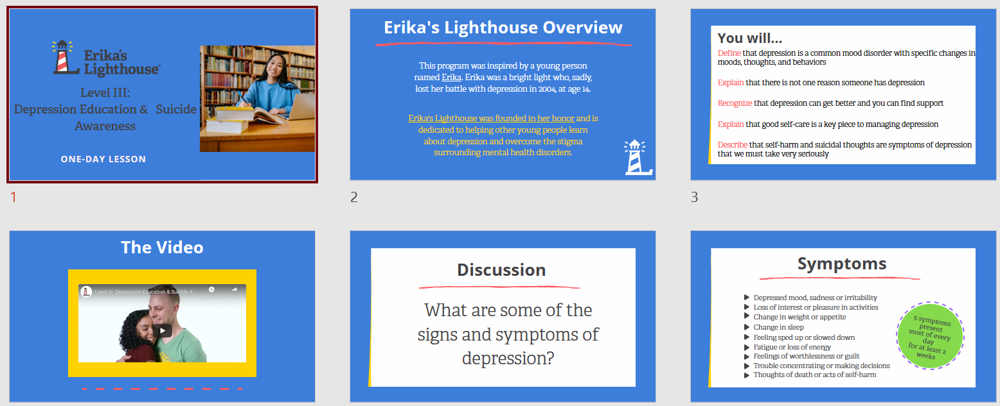 Erika's
Lighthouse®
Level III:
Depression Education & Suicide
Awareness
ONE-DAY LESSON
1
Erika's Lighthouse Overview
This program was inspired by a young person
named Erika. Erika was a bright light who, sadly,
lost her battle with depression in 2004, at age 14.
Erika's Lighthouse was founded in her honor and is
dedicated to helping other young people learn
about depression and overcome the stigma
surrounding mental health disorders.
2
You will...
Define that depression is a common mood disorder with specific changes in
moods, thoughts, and behaviors
Explain that there is not one reason someone has depression
Recognize that depression can get better and you can find support
Explain that good self-care is a key piece to managing depression
Describe that self-harm and suicidal thoughts are symptoms of depression
that we must take very seriously
3
The Video
Level III: Depression Education & Suicide A...
Discussion
What are some of the
signs and symptoms of
depression?
Symptoms
Depressed mood, sadness or irritability
Loss of interest or pleasure in activities
Change in weight or appetite
Change in sleep
Feeling sped up or slowed down
Fatigue or loss of energy
Feelings of worthlessness or guilt
Trouble concentrating or making decisions
Thoughts of death or acts of self-harm
5 symptoms
present
most of every
day
for at least 2
weeks